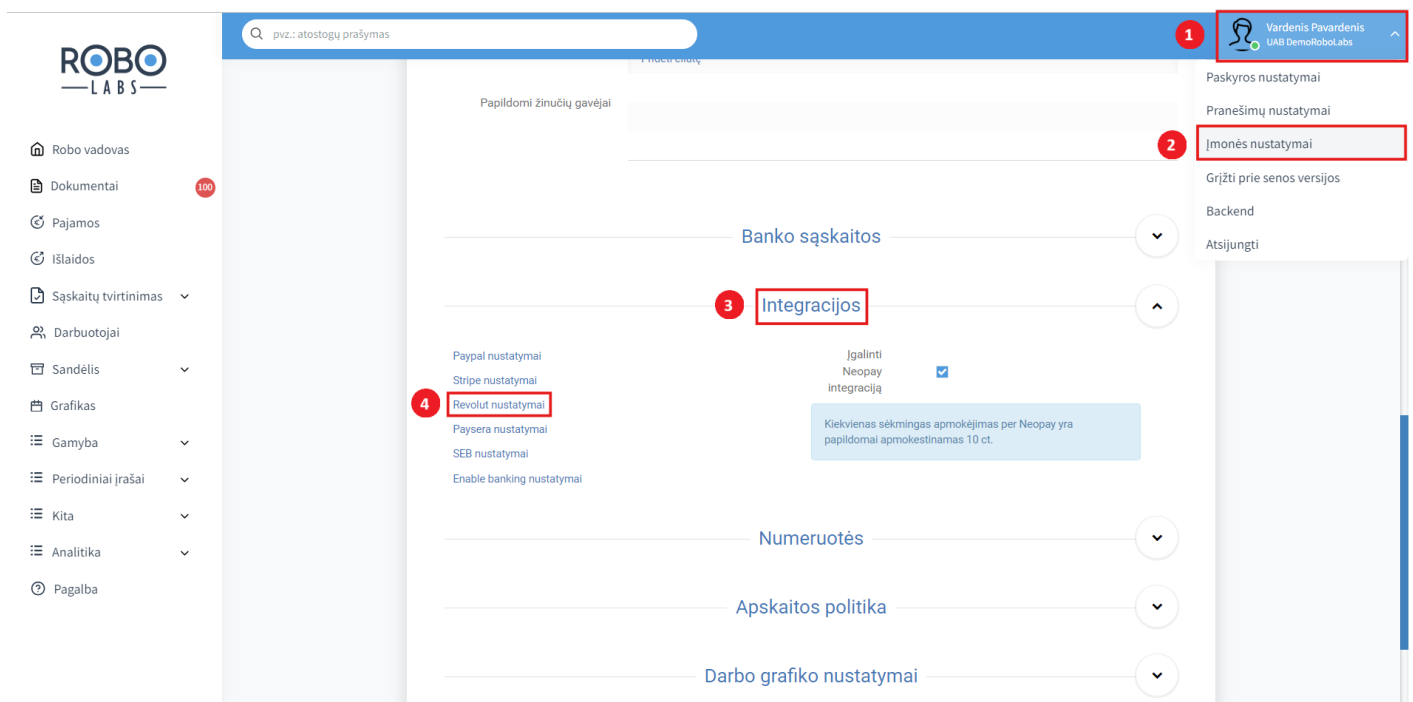 ROBO
LABS
pvz.: atostogų prašymas
1
Vardenis Pavardenis
UAB DemoRoboLabs
Paskyros nustatymai
Pranešimų nustatymai
2
Įmonės nustatymai
Grįžti prie senos versijos
Backend
Atsijungti
Robo vadovas
Dokumentai
100
Pajamos
Išlaidos
Sąskaitų tvirtinimas
Darbuotojai
Sandėlis
Grafikas
Gamyba
Periodiniai įrašai
Kita
Analitika
Pagalba
Papildomi žinučių gavėjai
Banko sąskaitos
3
Integracijos
Paypal nustatymai
Stripe nustatymai
4
Revolut nustatymai
Paysera nustatymai
SEB nustatymai
Enable banking nustatymai
Įgalinti
Neopay
integraciją
Kiekvienas sėkmingas apmokėjimas per Neopay yra
papildomai apmokestinamas 10 ct.
Numeruotės
Apskaitos politika
Darbo grafiko nustatymai